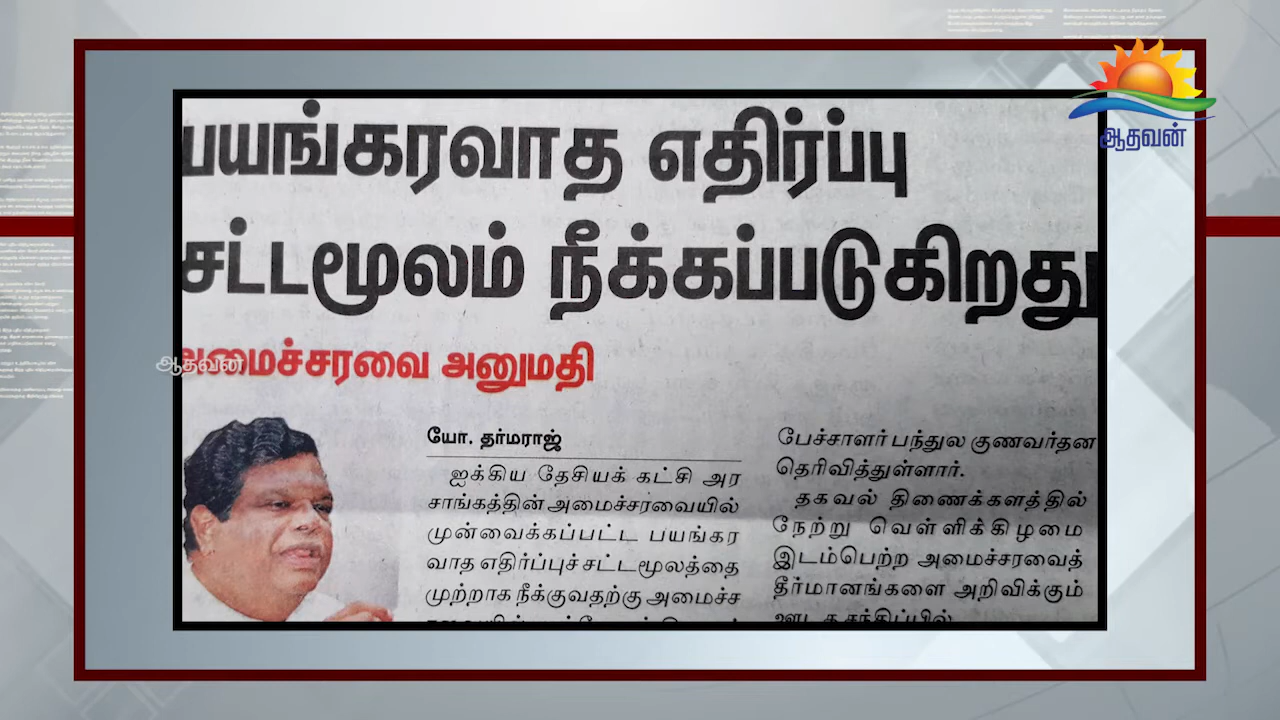 ஆதவன்
பயங்கரவாத எதிர்ப்பு
சட்டமூலம் நீக்கப்படுகிறது
அமைச்சரவை அனுமதி
ஆதவன்
யோ. தர்மராஜ்
ஐக்கிய தேசியக் கட்சி அர
சாங்கத்தின் அமைச்சரவையில்
முன்வைக்கப்பட்ட பயங்கர
வாத எதிர்ப்புச் சட்டமூலத்தை
முற்றாக நீக்குவதற்கு அமைச்ச
பேச்சாளர் பந்துல குணவர்தன
தெரிவித்துள்ளார்.
தகவல் திணைக்களத்தில்
நேற்று வெள்ளிக்கிழமை
இடம்பெற்ற அமைச்சரவைத்
தீர்மானங்களை அறிவிக்கும்